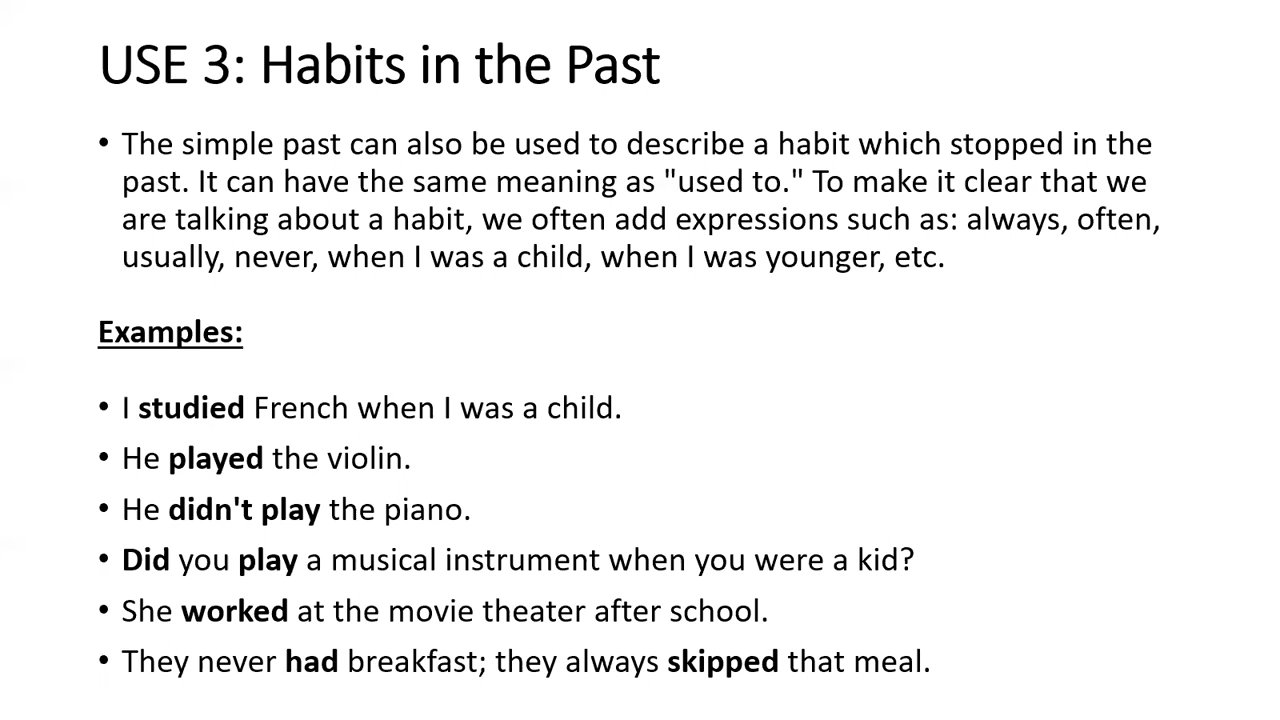 USE 3: Habits in the Past
• The simple past can also be used to describe a habit which stopped in the
past. It can have the same meaning as "used to." To make it clear that we
are talking about a habit, we often add expressions such as: always, often,
usually, never, when I was a child, when I was younger, etc.
Examples:
• I studied French when I was a child.
• He played the violin.
• He didn't play the piano.
• Did you play a musical instrument when you were a kid?
• She worked at the movie theater after school.
• They never had breakfast; they always skipped that meal.